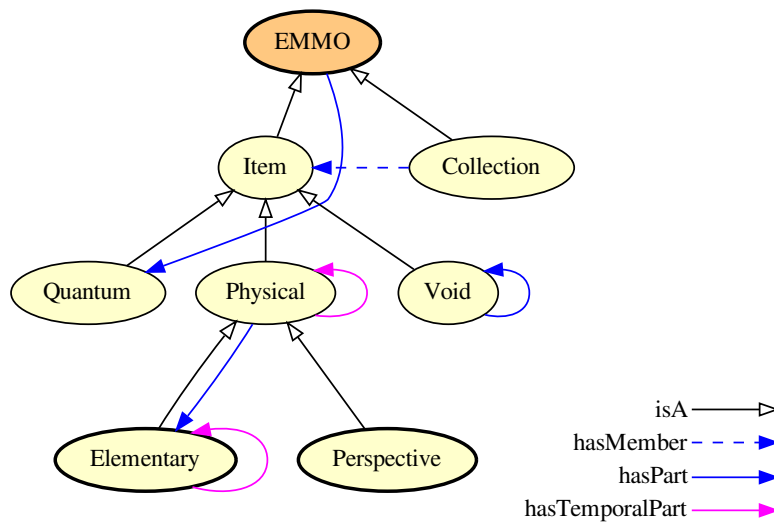 EMMO
Item
Collection
Quantum
Physical
Void
Elementary
Perspective
isA
hasMember
hasPart
hasTemporalPart